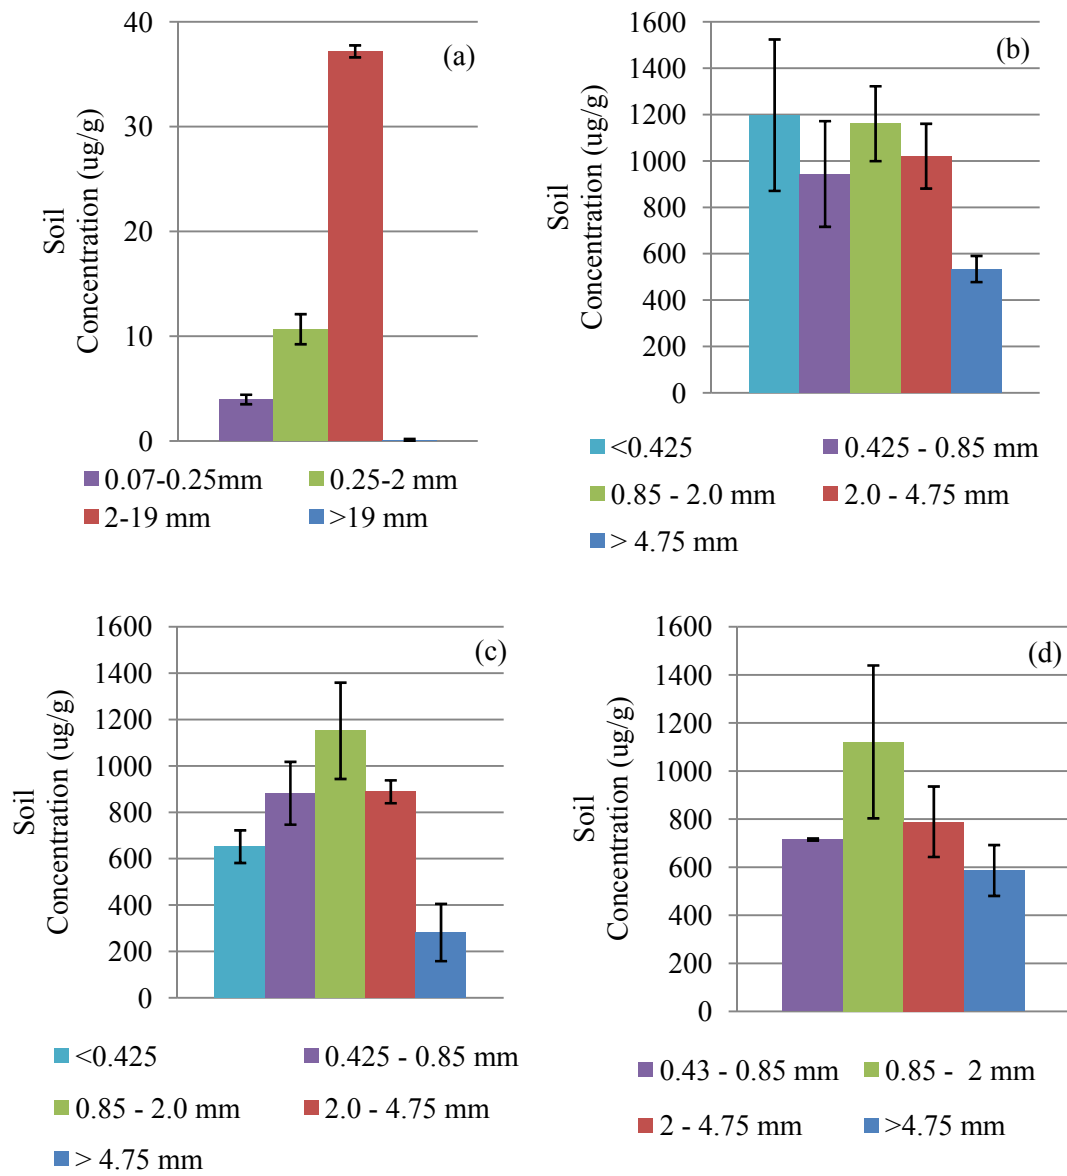 (a)
Soil
Concentration (ug/g)
40
30
20
10
0
0.07-0.25mm 0.25-2 mm
2-19 mm >19 mm
(b)
Soil
Concentration (ug/g)
1600
1400
1200
1000
800
600
400
200
0
<0.425 0.425 - 0.85 mm
0.85 - 2.0 mm 2.0 - 4.75 mm
> 4.75 mm
(c)
Soil
Concentration (ug/g)
1600
1400
1200
1000
800
600
400
200
0
<0.425 0.425 - 0.85 mm
0.85 - 2.0 mm 2.0 - 4.75 mm
> 4.75 mm
(d)
Soil
Concentration (ug/g)
1600
1400
1200
1000
800
600
400
200
0
0.43 - 0.85 mm 0.85 - 2 mm
2 - 4.75 mm >4.75 mm